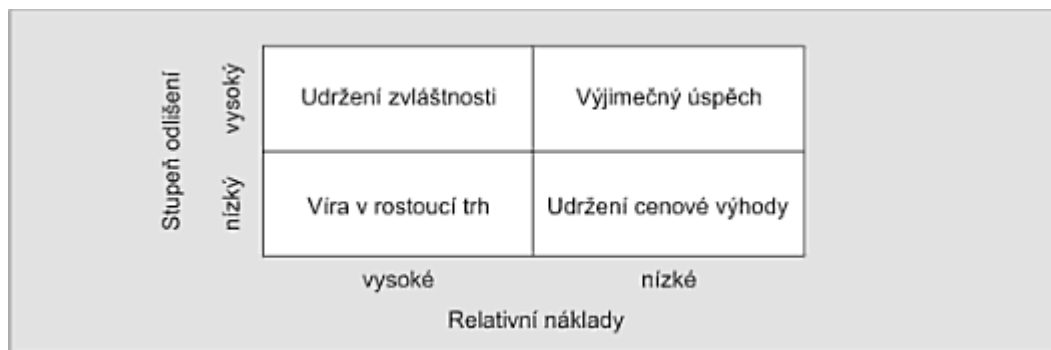 Stupeň odlišení
vysoký
Udržení zvláštnosti
Výjimečný úspěch
nízký
Víra v rostoucí trh
Udržení cenové výhody
vysoké
nízké
Relativní náklady